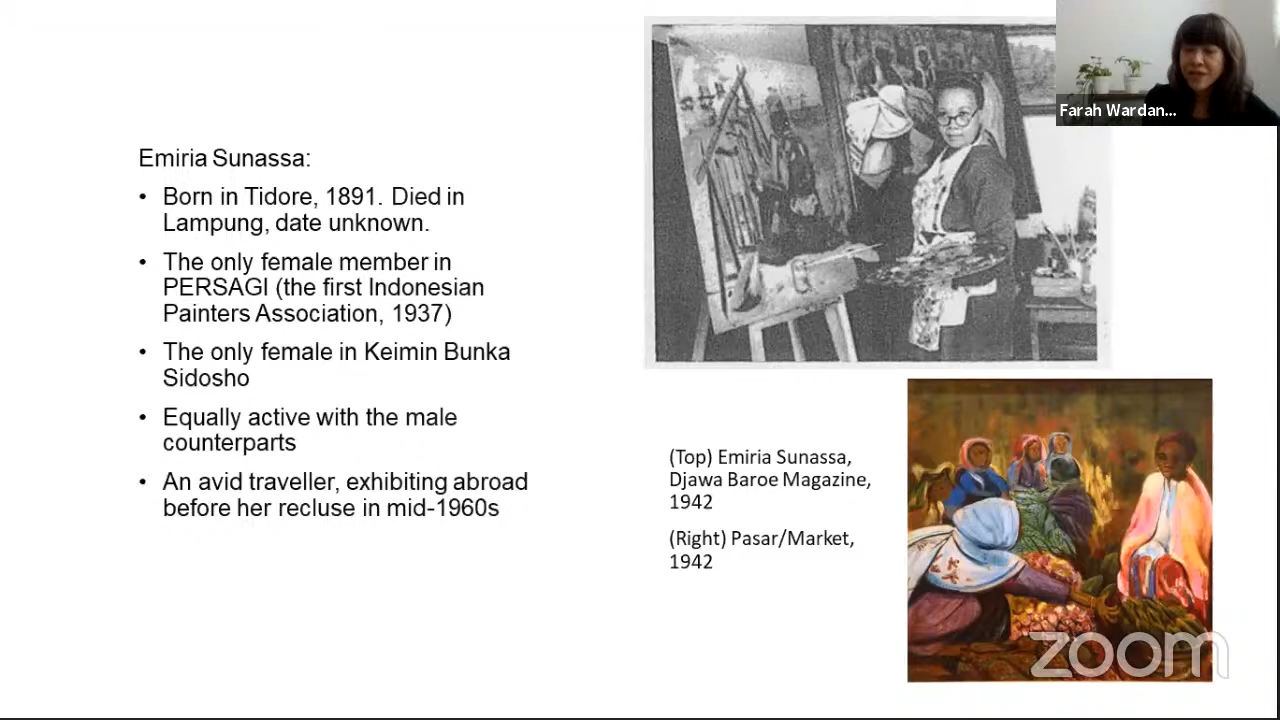 Emiria Sunassa:
• Born in Tidore, 1891. Died in
Lampung, date unknown.
• The only female member in
PERSAGI (the first Indonesian
Painters Association, 1937)
• The only female in Keimin Bunka
Sidosho
• Equally active with the male
counterparts
• An avid traveller, exhibiting abroad
before her recluse in mid-1960s
(Top) Emiria Sunassa,
Djawa Baroe Magazine,
1942
(Right) Pasar/Market,
1942
Farah Wardan...
zoom